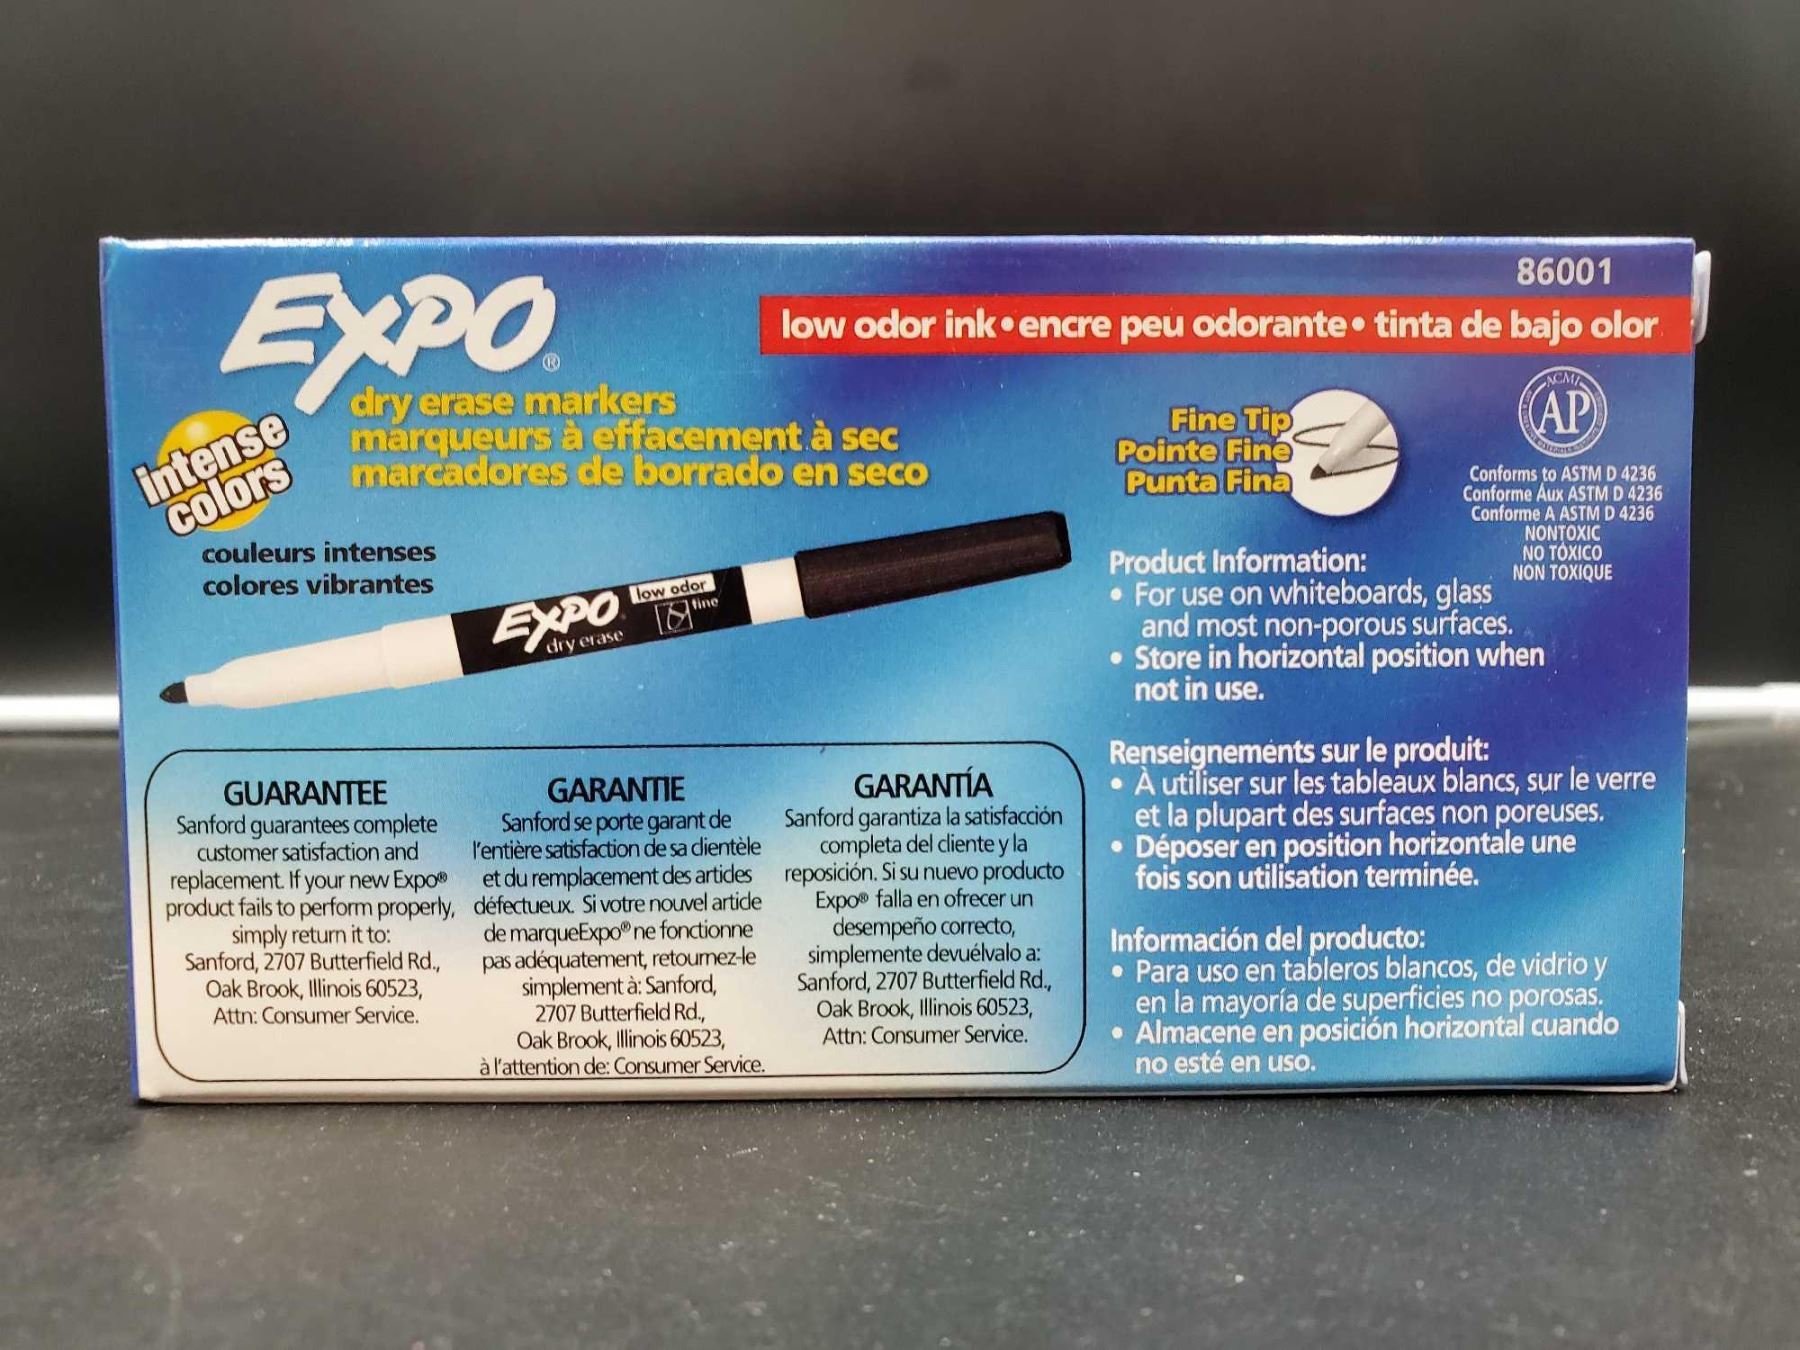 86001
EXPO®
low odor ink • encre peu odorante • tinta de bajo olor
dry erase markers
marqueurs à effacement à sec
marcadores de borrado en seco
intense
colors
couleurs intenses
colores vibrantes
Fine Tip
Pointe Fine
Punta Fina
ACMI
AP
Conforms to ASTM D 4236
Conforme Áux ASTM D 4236
Conforme A ASTM D 4236
NONTOXIC
NO TÓXICO
NON TOXIQUE
EXPO
dry erase
low odor
fine
Product Information:
• For use on whiteboards, glass
and most non-porous surfaces.
• Store in horizontal position when
not in use.
Renseignements sur le produit:
• À utiliser sur les tableaux blancs, sur le verre
et la plupart des surfaces non poreuses.
• Déposer en position horizontale une
fois son utilisation terminée.
Información del producto:
• Para uso en tableros blancos, de vidrio y
en la mayoría de superficies no porosas.
• Almacene en posición horizontal cuando
no esté en uso.
GUARANTEE
Sanford guarantees complete
customer satisfaction and
replacement. If your new Expo®
product fails to perform properly,
simply return it to:
Sanford, 2707 Butterfield Rd.,
Oak Brook, Illinois 60523,
Attn: Consumer Service.
GARANTIE
Sanford se porte garant de
l'entière satisfaction de sa clientèle
et du remplacement des articles
défectueux. Si votre nouvel article
de marqueExpo® ne fonctionne
pas adéquatement, retournez-le
simplement à: Sanford,
2707 Butterfield Rd.,
Oak Brook, Illinois 60523,
à l'attention de: Consumer Service.
GARANTÍA
Sanford garantiza la satisfacción
completa del cliente y la
reposición. Si su nuevo producto
Expo® falla en ofrecer un
desempeño correcto,
simplemente devuélvalo a:
Sanford, 2707 Butterfield Rd.,
Oak Brook, Illinois 60523,
Attn: Consumer Service.